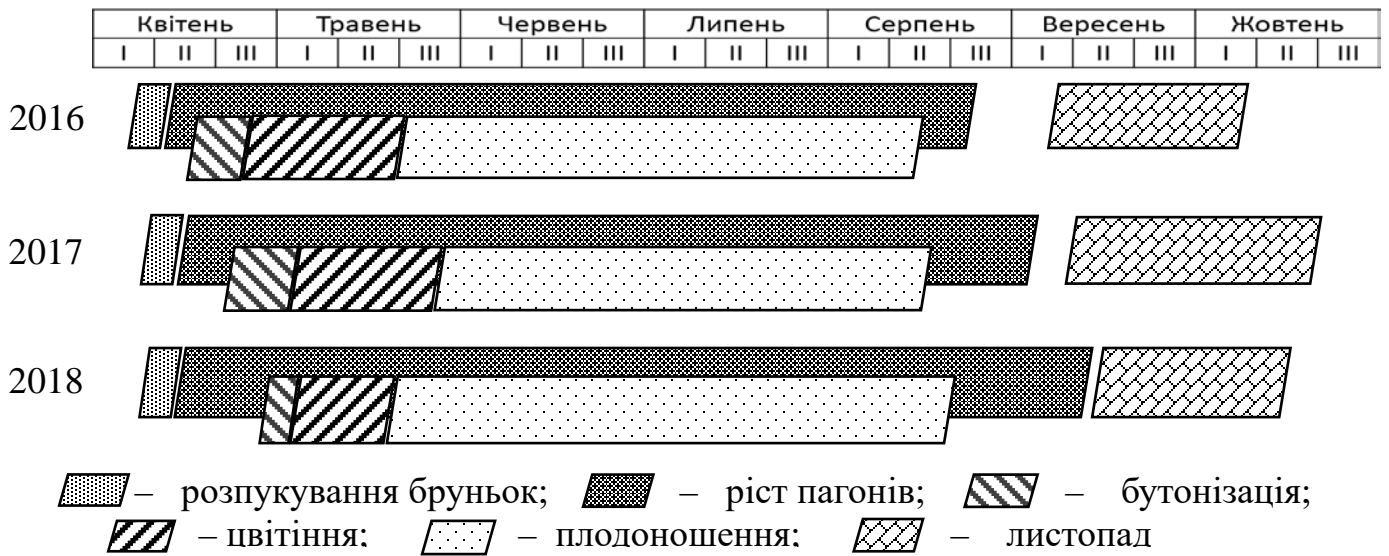 Квітень Травень Червень Липень Серпень Вересень Жовтень
I II III I II III I II III I II III I II III I II III I II III
2016
2017
2018
– розпукування бруньок; – ріст пагонів; – бутонізація;
– цвітіння; – плодоношення; – листопад